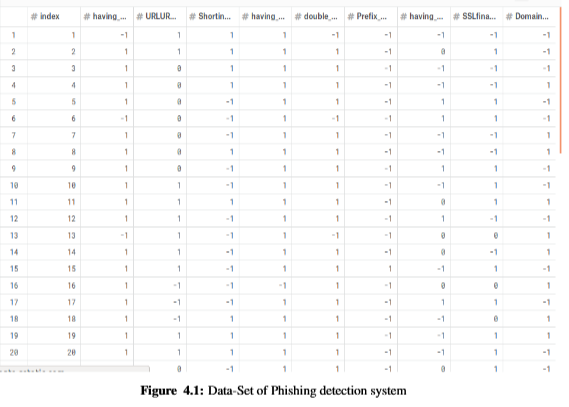 # index # having_... # URLUR... # Shortin... # having_... # double_... # Prefix_... # having_... # SSLfina... # Domain...
1 1 -1 1 1 1 -1 -1 -1 -1 -1
2 2 1 1 1 1 1 -1 0 1 -1
3 3 1 0 1 1 1 -1 -1 -1 -1
4 4 1 0 1 1 1 -1 -1 -1 1
5 5 1 0 -1 1 1 -1 1 1 -1
6 6 -1 0 -1 1 -1 -1 1 1 -1
7 7 1 0 -1 1 1 -1 -1 -1 1
8 8 1 0 -1 1 1 -1 -1 -1 1
9 9 1 0 -1 1 1 -1 1 1 -1
10 10 1 1 -1 1 1 -1 -1 1 -1
11 11 1 1 -1 1 1 -1 0 1 1
12 12 1 1 -1 1 1 -1 1 -1 -1
13 13 -1 1 -1 1 -1 -1 0 0 1
14 14 1 1 -1 1 1 -1 0 -1 1
15 15 1 1 -1 1 1 1 -1 1 -1
16 16 1 -1 -1 -1 1 -1 0 0 1
17 17 1 -1 -1 1 1 -1 1 1 -1
18 18 1 -1 1 1 1 -1 -1 0 1
19 19 1 1 1 1 1 -1 -1 1 1
20 20 1 1 1 1 1 -1 -1 1 -1
0 -1 1 1 -1 0 1 -1
Figure 4.1: Data-Set of Phishing detection system